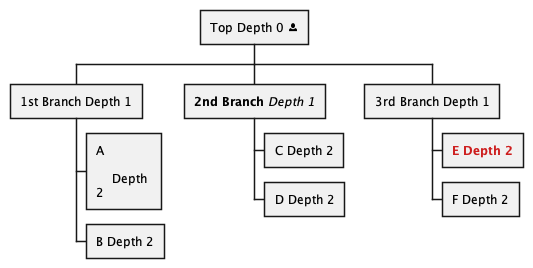 Top Depth 0
1st Branch Depth 1
2nd Branch Depth 1
3rd Branch Depth 1
A
Depth
2
B Depth 2
C Depth 2
D Depth 2
E Depth 2
F Depth 2